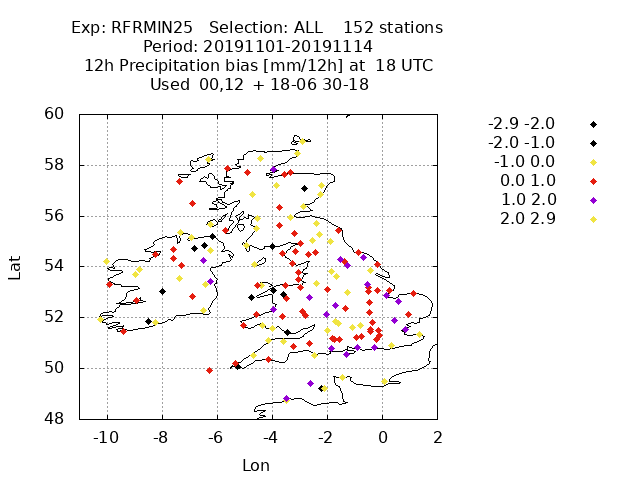 Exp: RFRMIN25 Selection: ALL 152 stations
Period: 20191101-20191114
12h Precipitation bias [mm/12h] at 18 UTC
Used 00,12 + 18-06 30-18
-2.9 -2.0
-2.0 -1.0
-1.0 0.0
0.0 1.0
1.0 2.0
2.0 2.9
60
58
56
54
52
50
48
Lat
-10 -8 -6 -4 -2 0 2
Lon